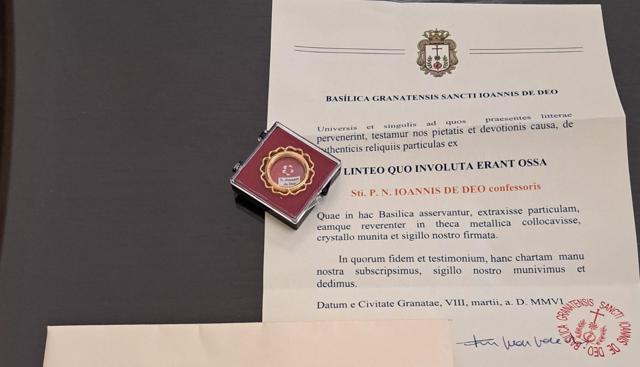 BASÍLICA GRANATENSIS SANCTI IOANNIS DE DEO
Universis et singulis ad quos praesentes litterae
pervenerint, testamur nos pietatis et devotionis causa, de
authenticis reliquiis particulas ex
LINTEO QUO INVOLUTA ERANT OSSA
Sti. P. N. IOANNIS DE DEO confessoris
Quae in hac Basilica asservantur, extraxisse particulam,
eamque reverenter in theca metallica collocavisse,
crystallo munita et sigillo nostro firmata.
In quorum fidem et testimonium, hanc chartam manu
nostra subscripsimus, sigillo nostro munivimus et
dedimus.
Datum e Civitate Granatae, VIII, martii, a. D. MMVI
BASILICA GRANATENSIS SANCTI IOANNIS DE DEO
de Deo